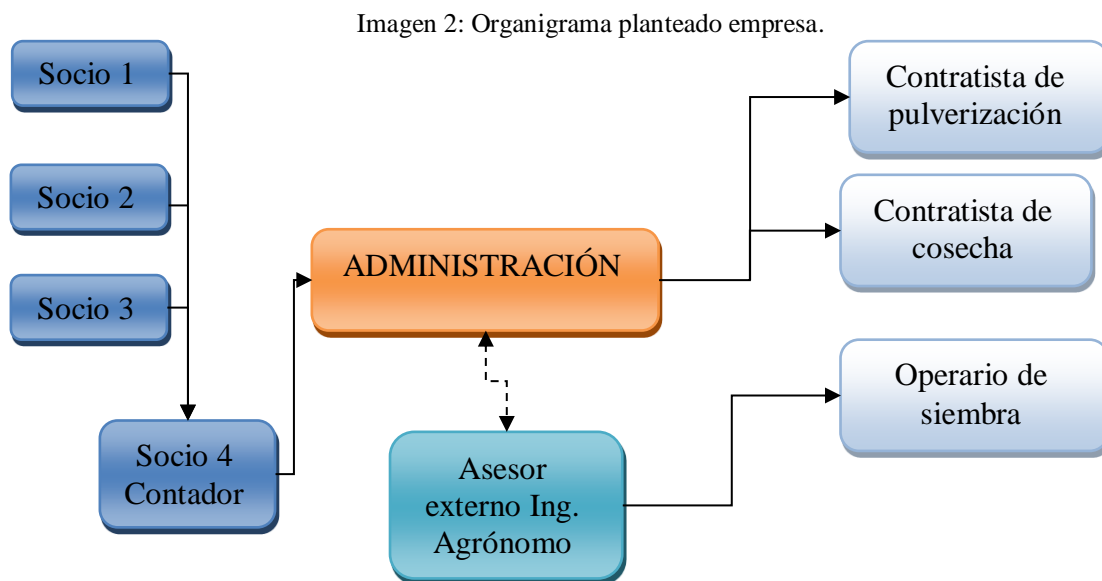 Imagen 2: Organigrama planteado empresa.
Socio 1
Socio 2
Socio 3
Socio 4
Contador
ADMINISTRACIÓN
Asesor
externo Ing.
Agrónomo
Contratista de
pulverización
Contratista de
cosecha
Operario de
siembra